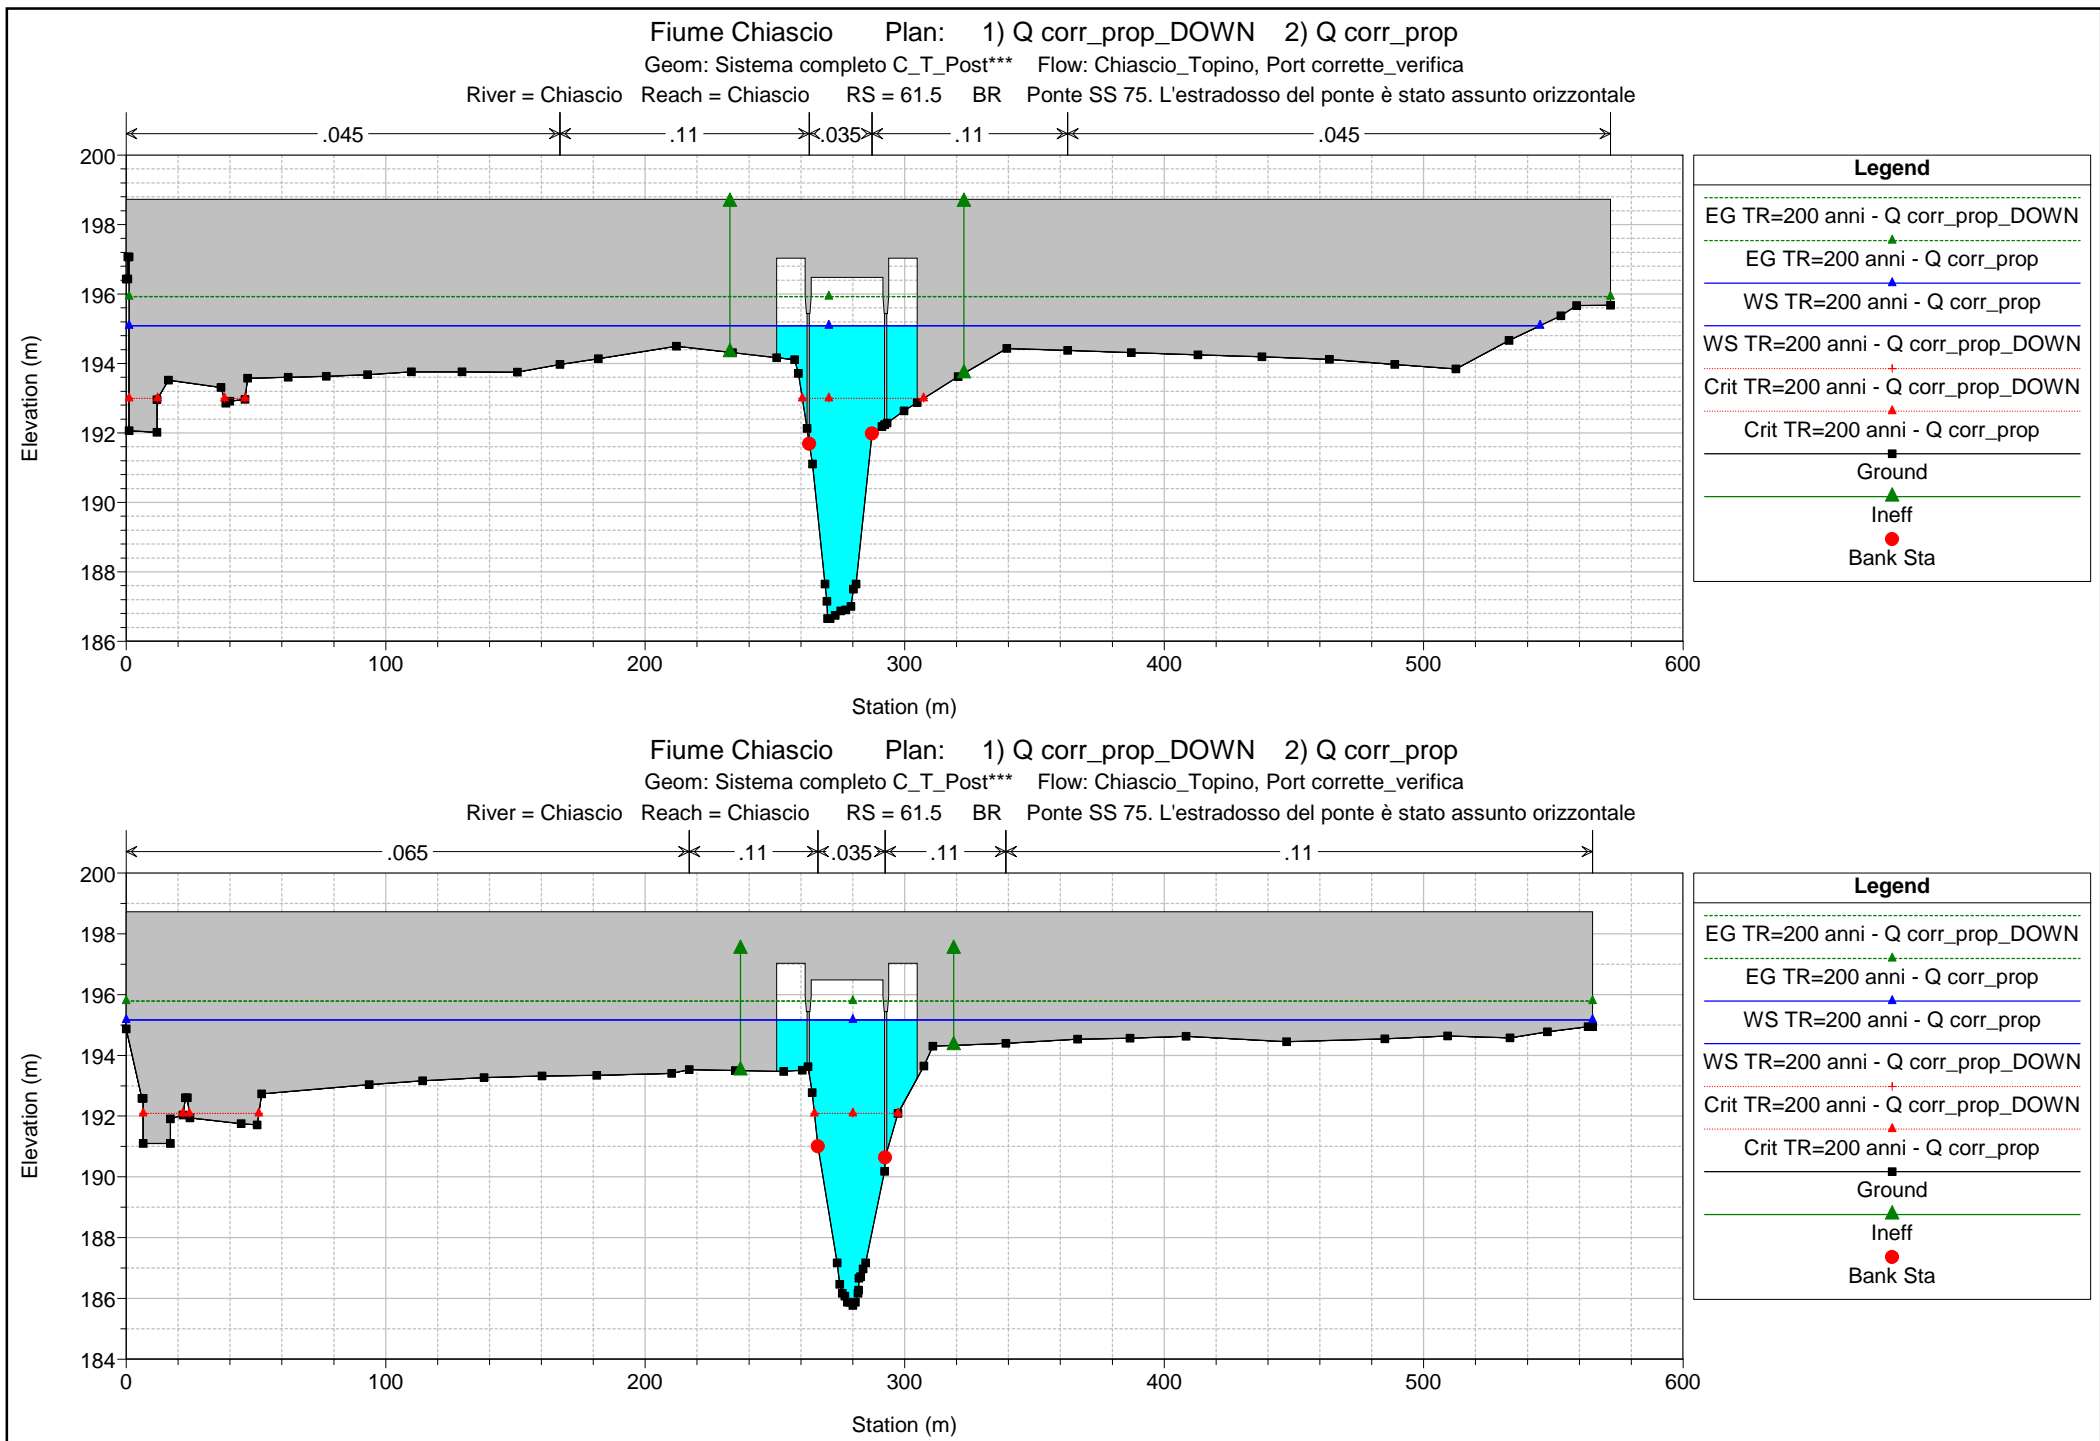 Fiume Chiascio Plan: 1) Q corr_prop_DOWN 2) Q corr_prop
Geom: Sistema completo C_T_Post*** Flow: Chiascio_Topino, Port corrette_verifica
River = Chiascio Reach = Chiascio RS = 61.5 BR Ponte SS 75. L'estradosso del ponte è stato assunto orizzontale
.045 .11 .035 .11 .045
200
198
196
194
192
190
188
186
Elevation (m)
0 100 200 300 400 500 600
Station (m)
Legend
EG TR=200 anni - Q corr_prop_DOWN
EG TR=200 anni - Q corr_prop
WS TR=200 anni - Q corr_prop
WS TR=200 anni - Q corr_prop_DOWN
Crit TR=200 anni - Q corr_prop_DOWN
Crit TR=200 anni - Q corr_prop
Ground
Ineff
Bank Sta
Fiume Chiascio Plan: 1) Q corr_prop_DOWN 2) Q corr_prop
Geom: Sistema completo C_T_Post*** Flow: Chiascio_Topino, Port corrette_verifica
River = Chiascio Reach = Chiascio RS = 61.5 BR Ponte SS 75. L'estradosso del ponte è stato assunto orizzontale
.065 .11 .035 .11 .11
200
198
196
194
192
190
188
186
184
Elevation (m)
0 100 200 300 400 500 600
Station (m)
Legend
EG TR=200 anni - Q corr_prop_DOWN
EG TR=200 anni - Q corr_prop
WS TR=200 anni - Q corr_prop
WS TR=200 anni - Q corr_prop_DOWN
Crit TR=200 anni - Q corr_prop_DOWN
Crit TR=200 anni - Q corr_prop
Ground
Ineff
Bank Sta